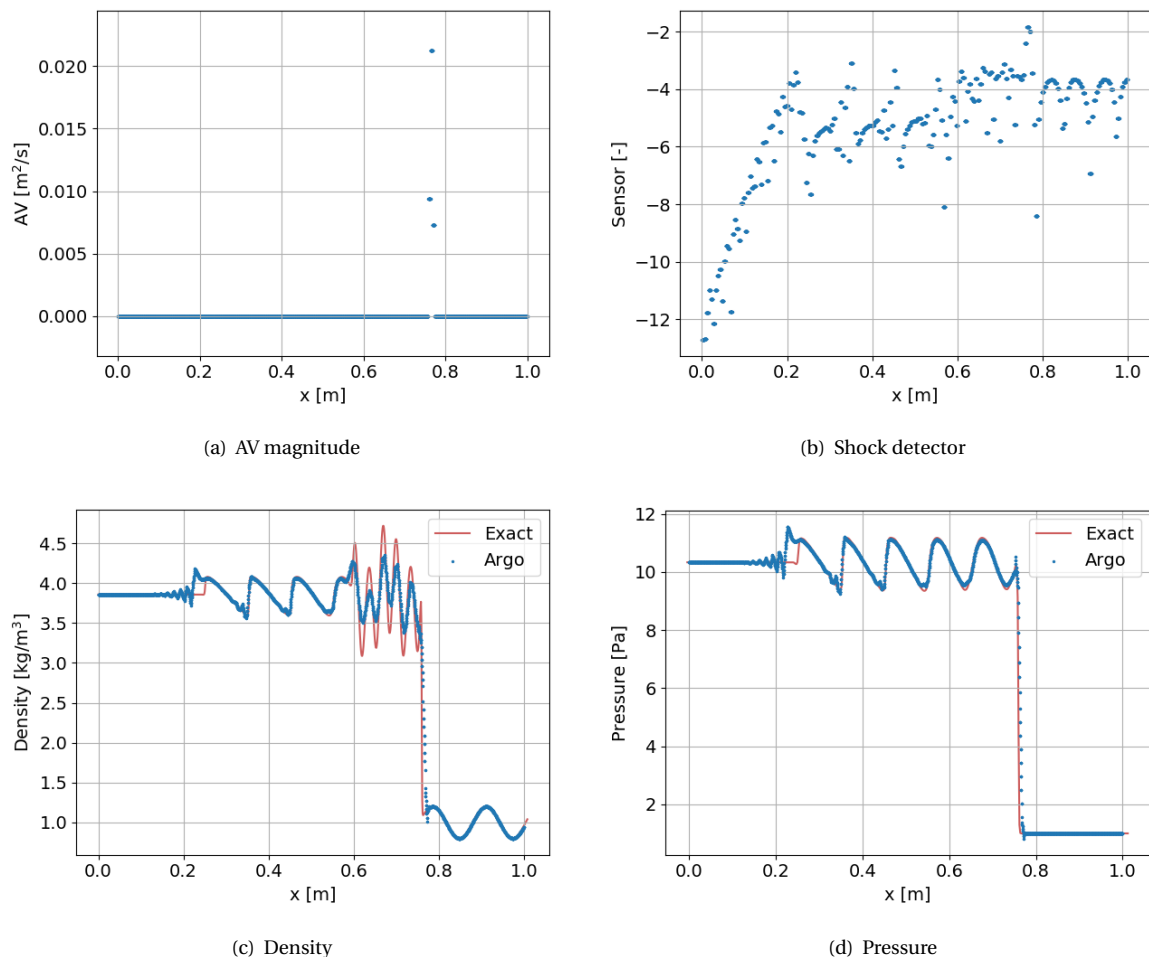 0.020
0.015
0.010
0.005
0.000
AV [m²/s]
0.0 0.2 0.4 0.6 0.8 1.0
x [m]
(a) AV magnitude
−2
−4
−6
−8
−10
−12
Sensor [-]
0.0 0.2 0.4 0.6 0.8 1.0
x [m]
(b) Shock detector
4.5
4.0
3.5
3.0
2.5
2.0
1.5
1.0
Density [kg/m³]
Exact
Argo
0.0 0.2 0.4 0.6 0.8 1.0
x [m]
(c) Density
12
10
8
6
4
2
Pressure [Pa]
Exact
Argo
0.0 0.2 0.4 0.6 0.8 1.0
x [m]
(d) Pressure